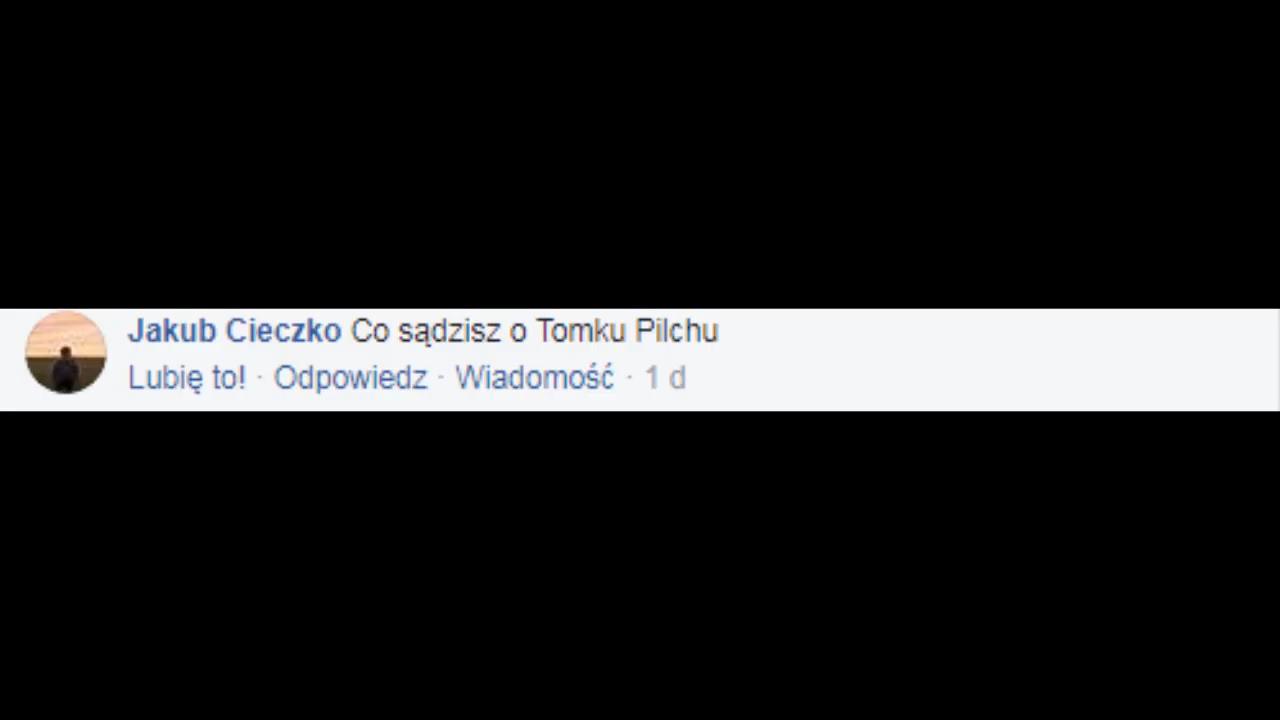 Jakub Cieczko Co sądzisz o Tomku Pilchu
Lubię to! · Odpowiedz · Wiadomość · 1 d